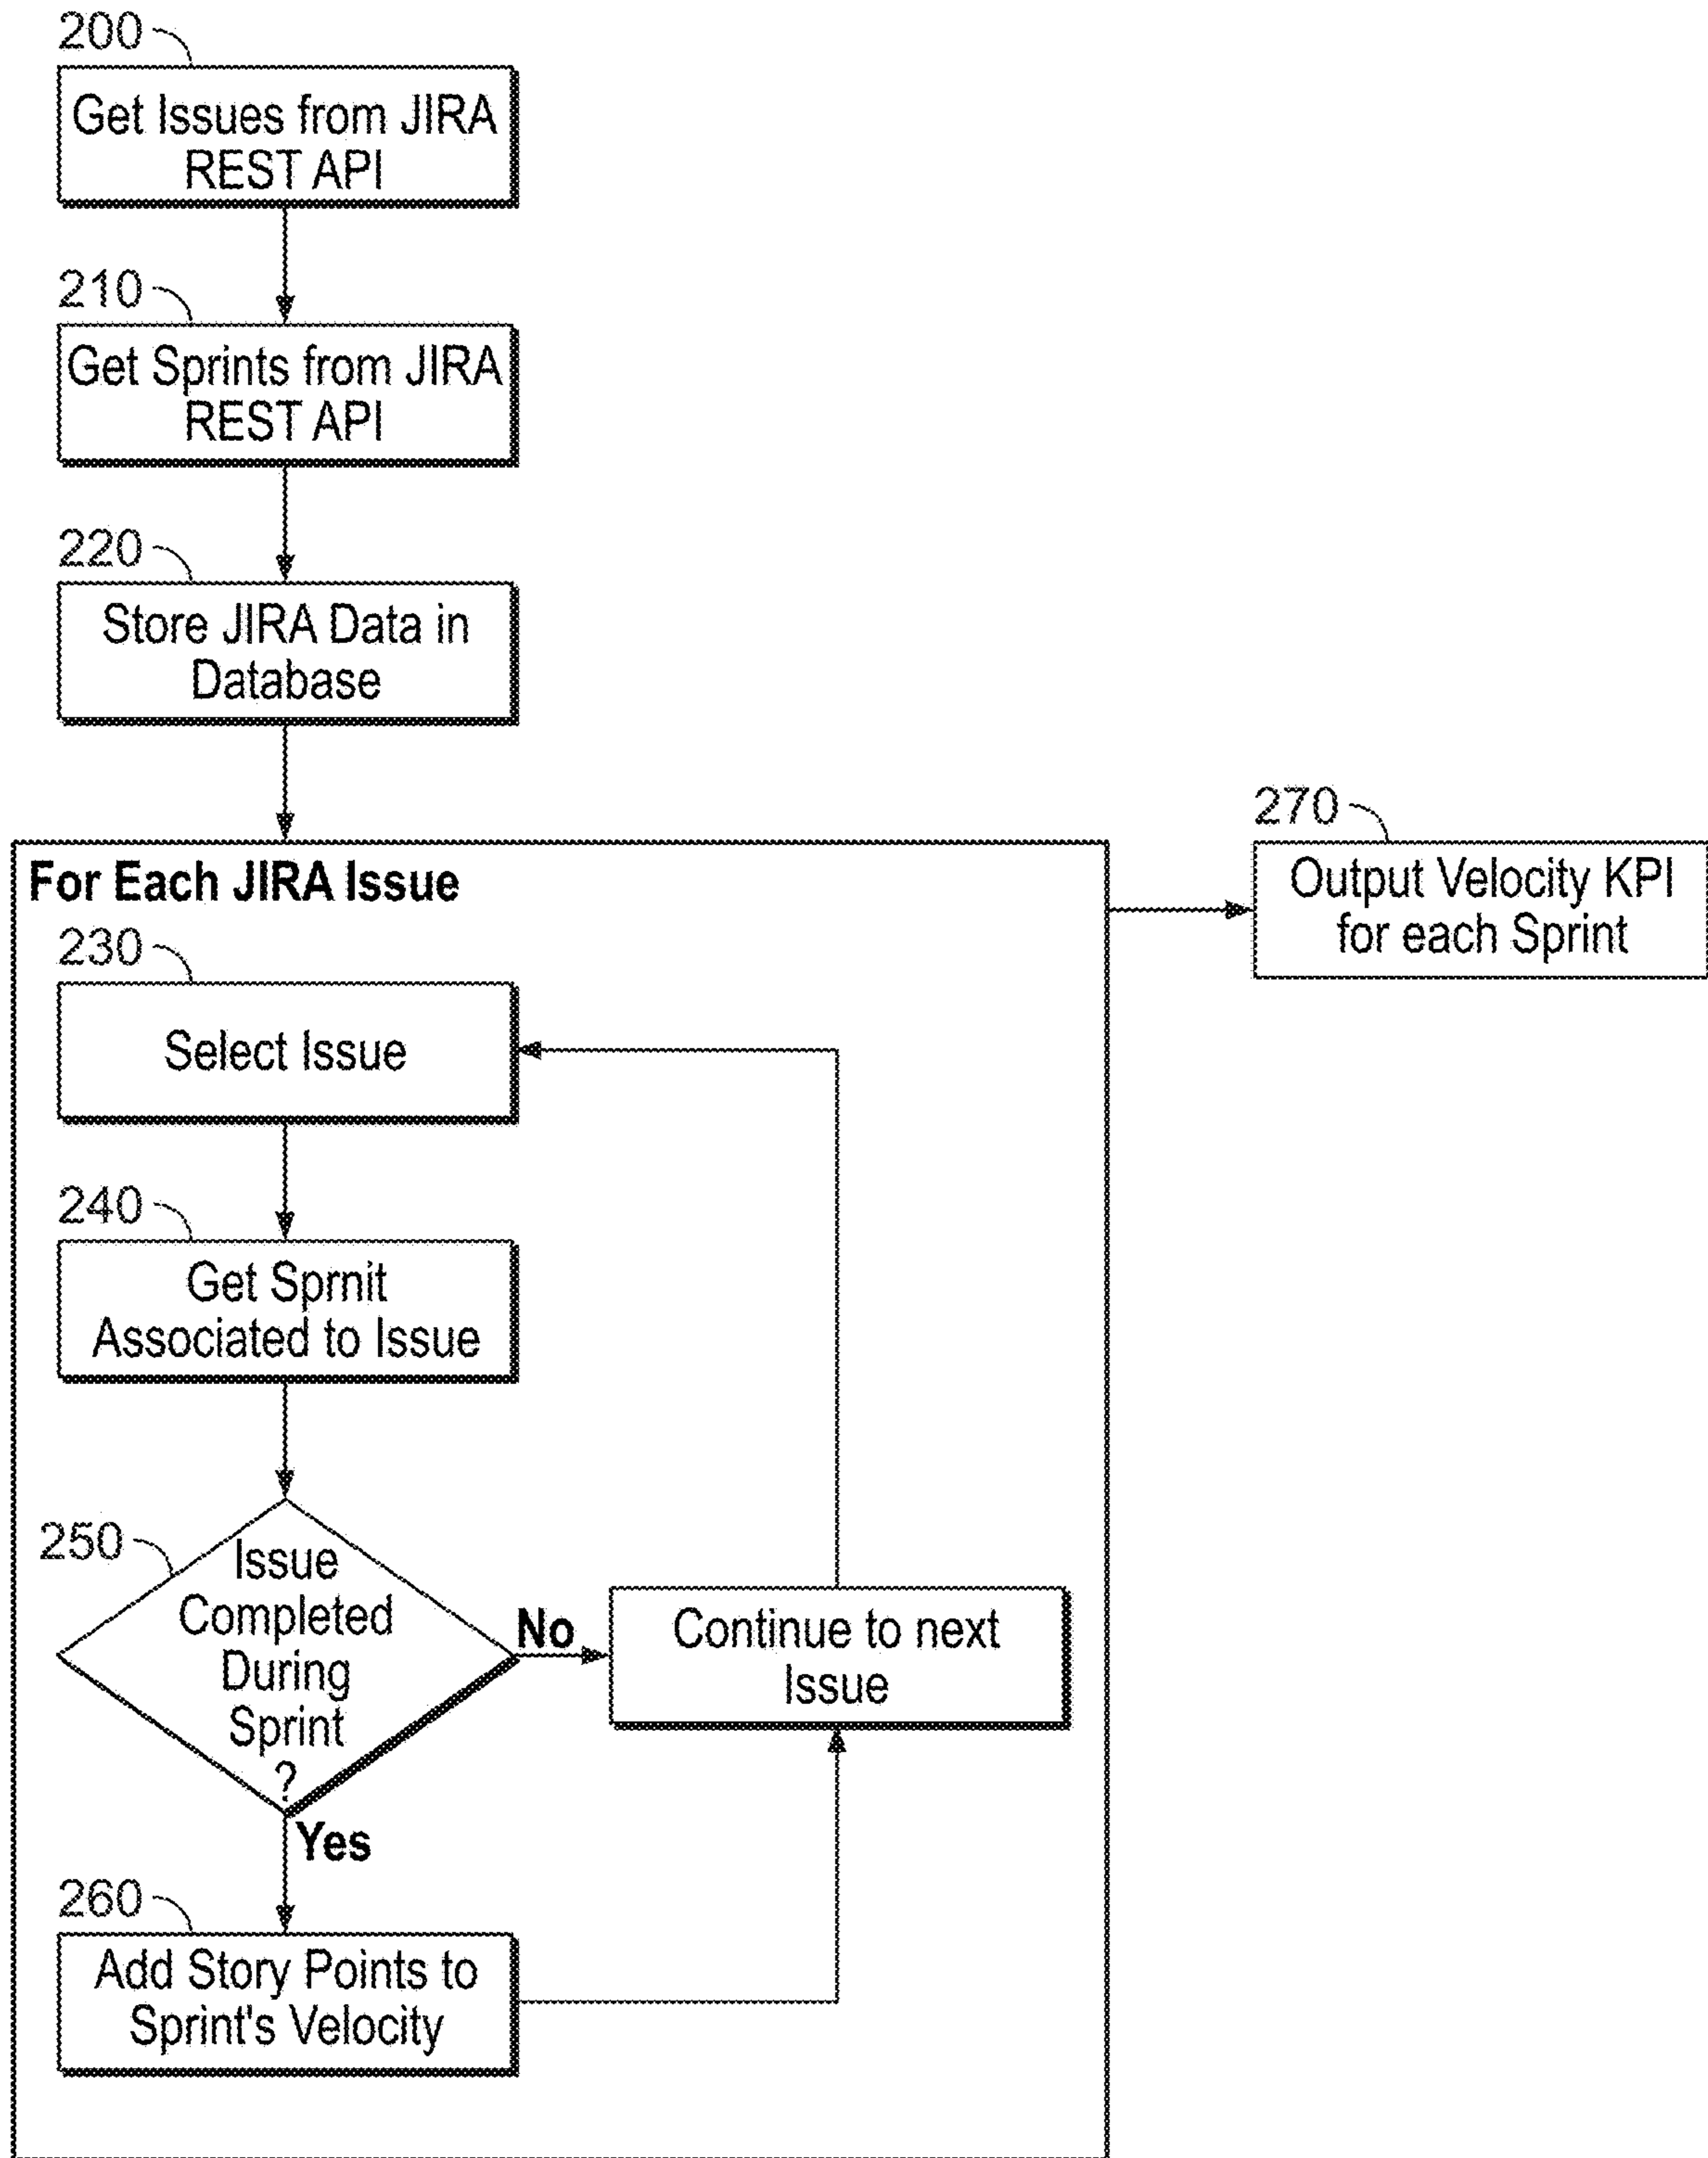 200
Get Issues from JIRA
REST API
210
Get Sprints from JIRA
REST API
220
Store JIRA Data in
Database
For Each JIRA Issue
230
Select Issue
240
Get Sprnit
Associated to Issue
250
Issue
Completed
During
Sprint
?
No
Continue to next
Issue
Yes
260
Add Story Points to
Sprint's Velocity
270
Output Velocity KPI
for each Sprint